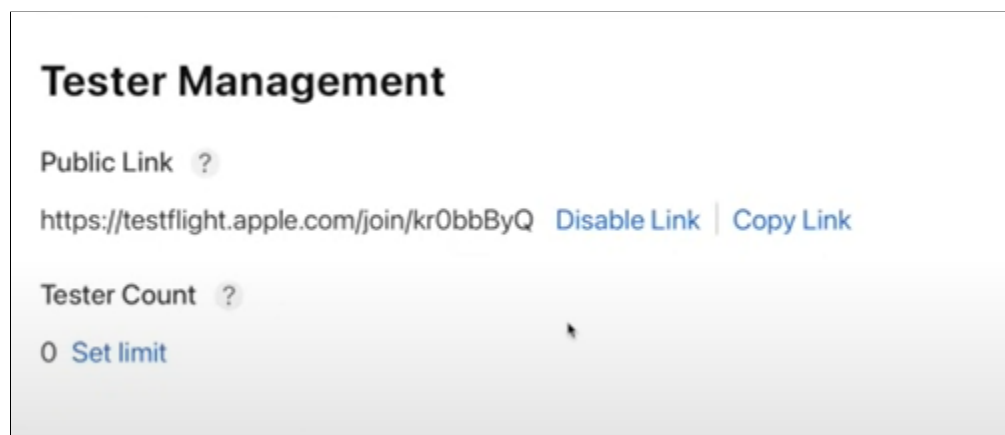 Tester Management
Public Link ?
https://testflight.apple.com/join/kr0bbByQ Disable Link | Copy Link
Tester Count ?
0 Set limit